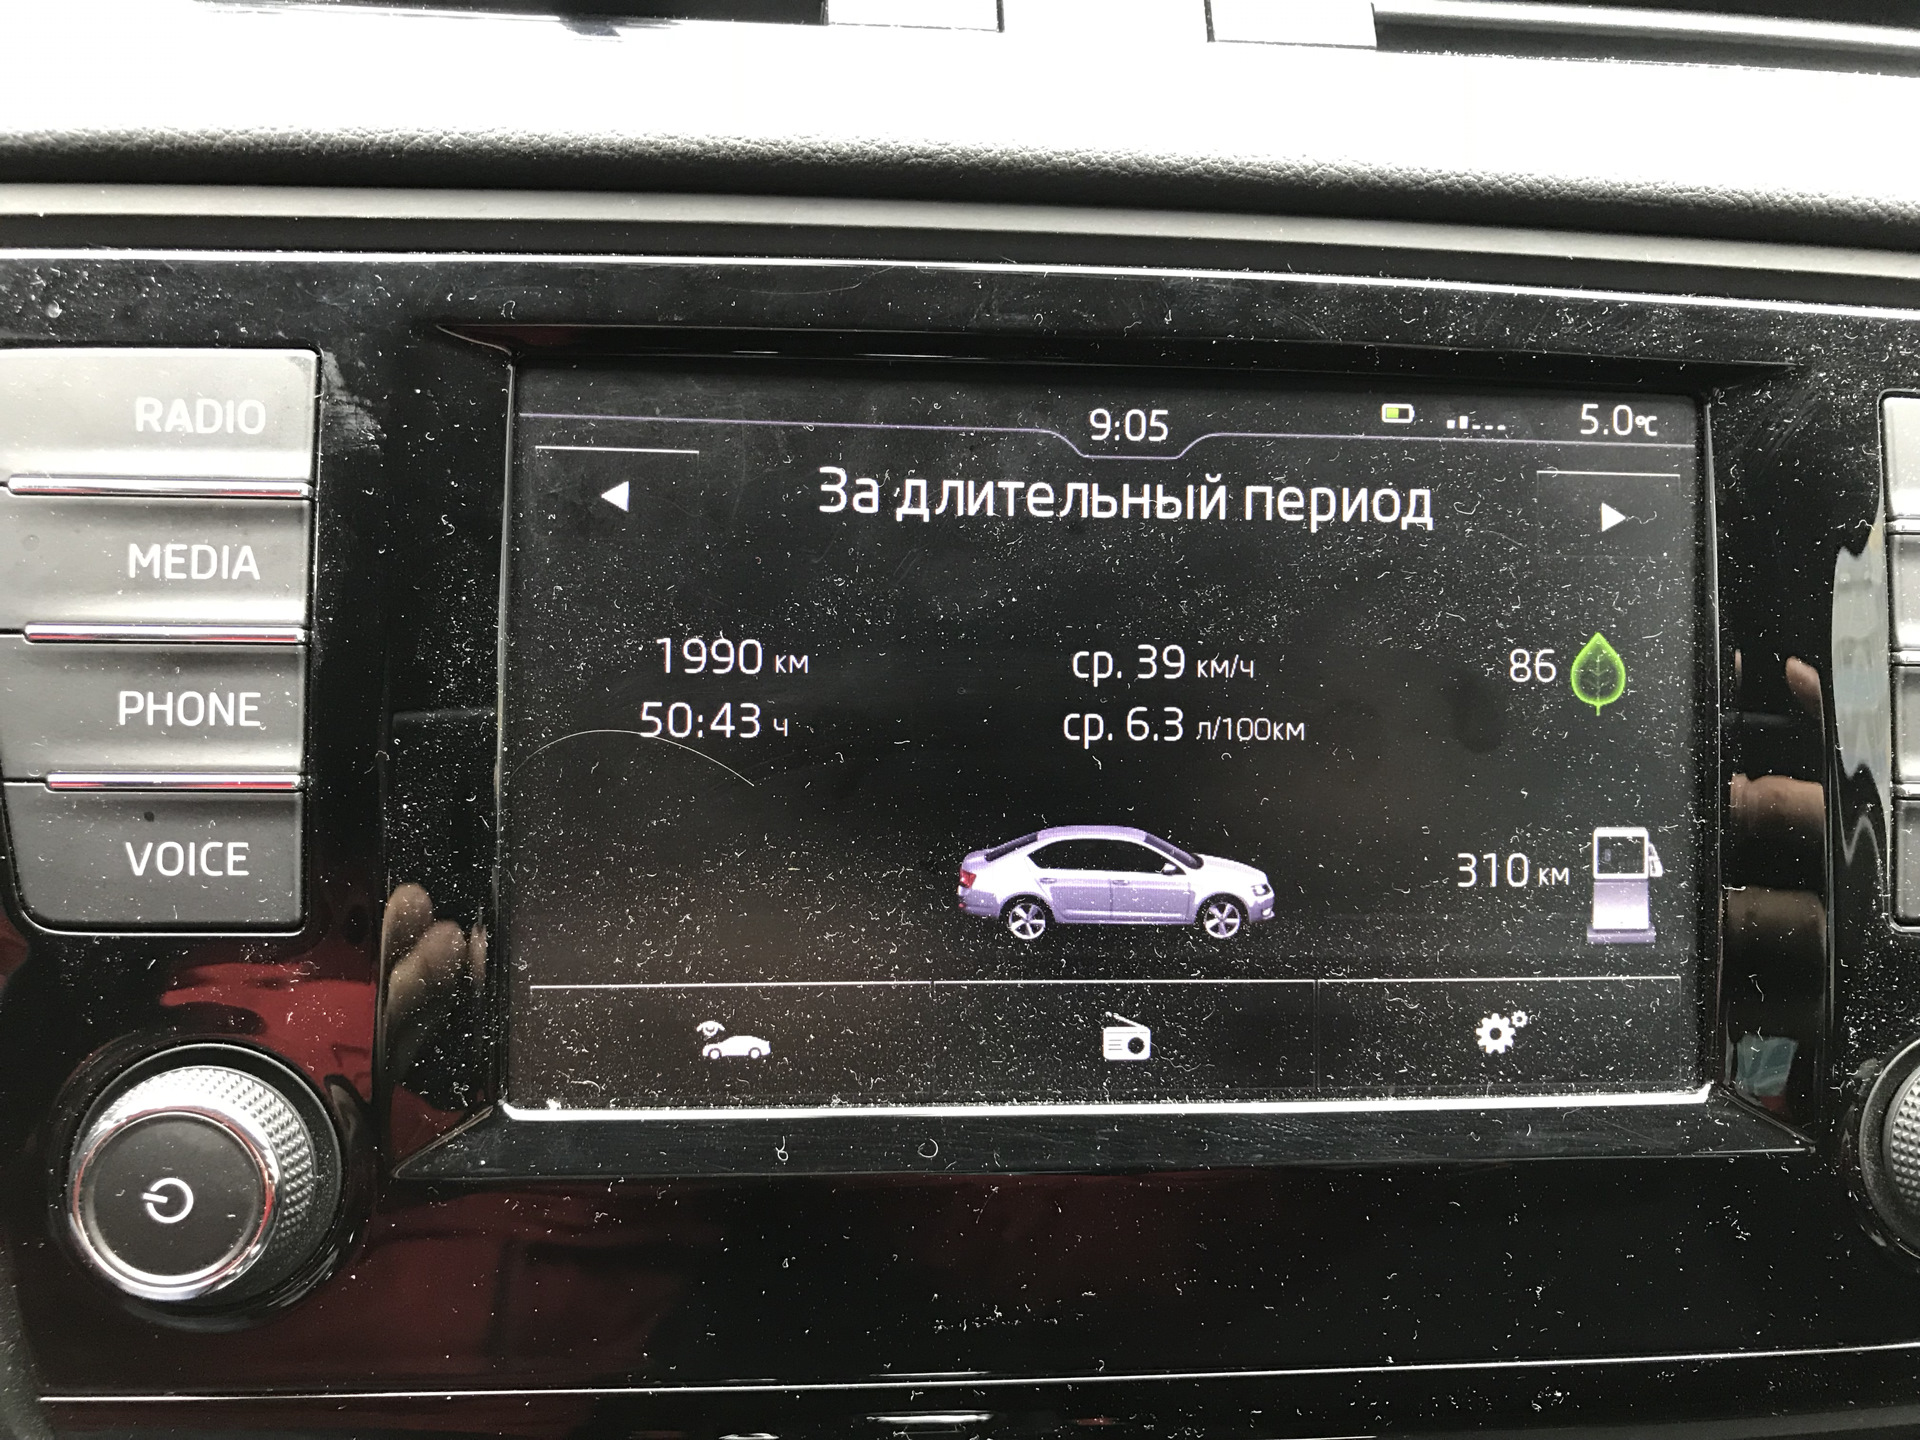 RADIO
MEDIA
PHONE
VOICE
9:05
5.0°C
За длительный период
1990 км
50:43 ч
ср. 39 км/ч
ср. 6.3 л/100км
86
310 км